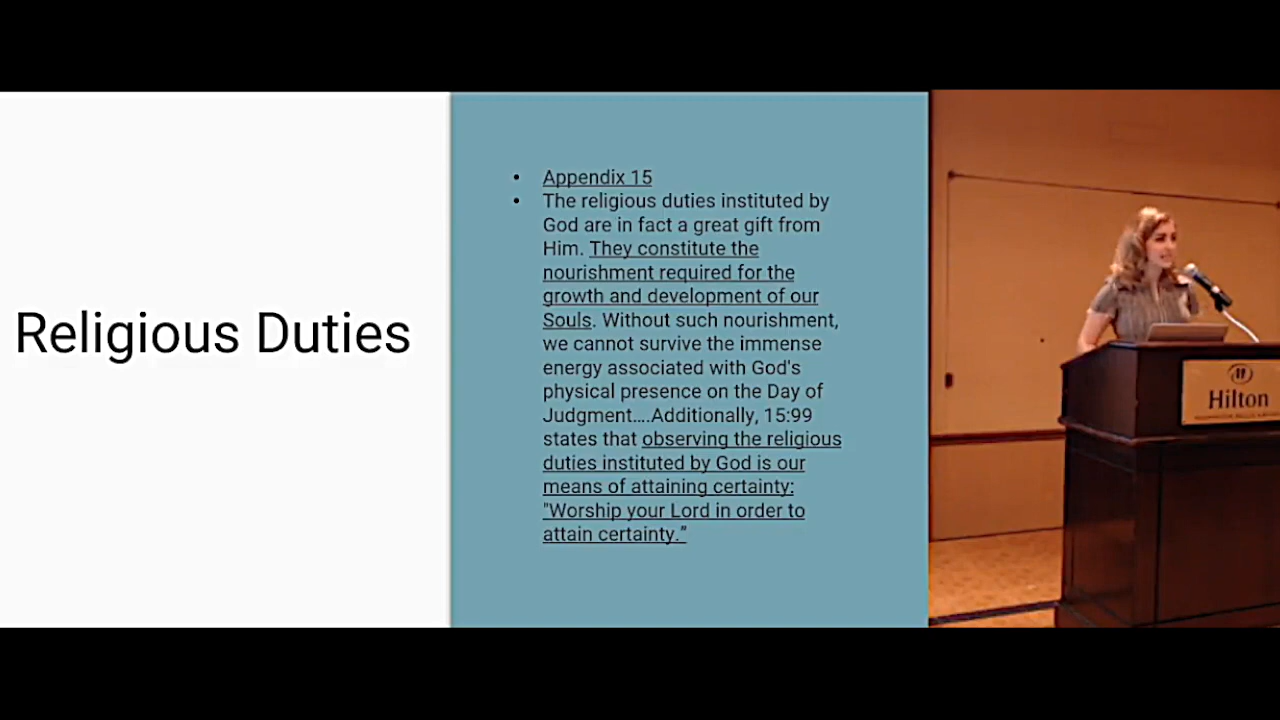 Religious Duties
• Appendix 15
• The religious duties instituted by
God are in fact a great gift from
Him. They constitute the
nourishment required for the
growth and development of our
Souls. Without such nourishment,
we cannot survive the immense
energy associated with God's
physical presence on the Day of
Judgment....Additionally, 15:99
states that observing the religious
duties instituted by God is our
means of attaining certainty:
"Worship your Lord in order to
attain certainty.”
Hilton